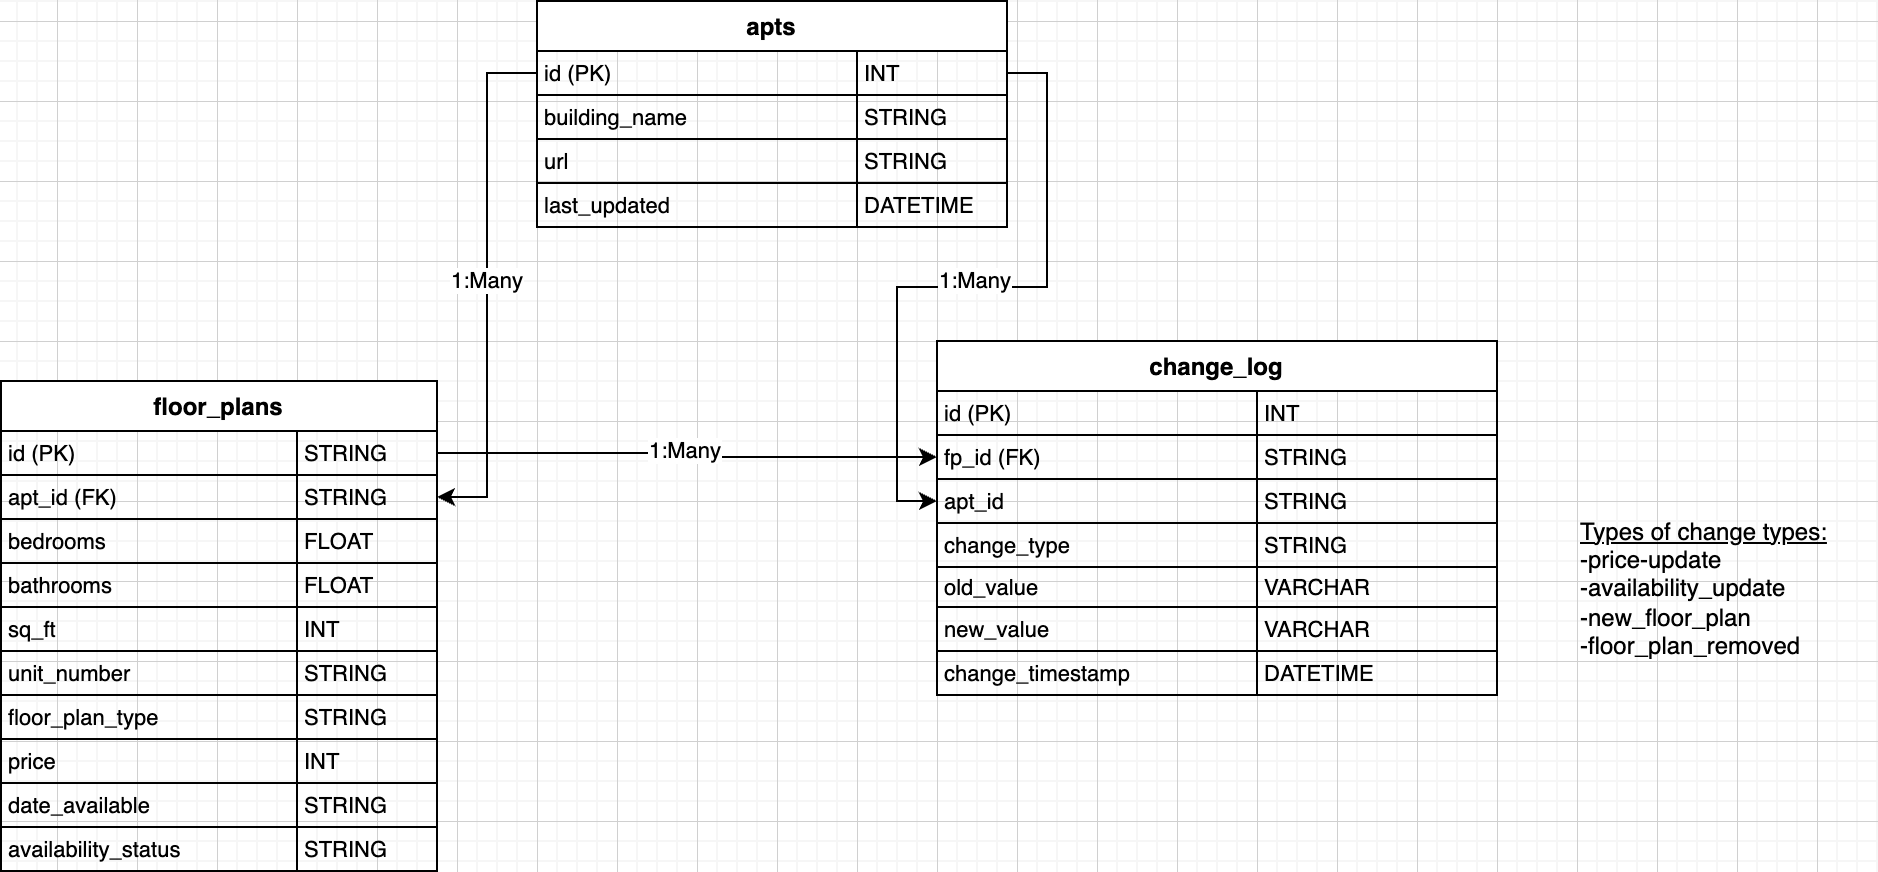 apts
id (PK) INT
building_name STRING
url STRING
last_updated DATETIME
1:Many
1:Many
floor_plans
id (PK) STRING
apt_id (FK) STRING
bedrooms FLOAT
bathrooms FLOAT
sq_ft INT
unit_number STRING
floor_plan_type STRING
price INT
date_available STRING
availability_status STRING
1:Many
change_log
id (PK) INT
fp_id (FK) STRING
apt_id STRING
change_type STRING
old_value VARCHAR
new_value VARCHAR
change_timestamp DATETIME
Types of change types:
-price-update
-availability_update
-new_floor_plan
-floor_plan_removed